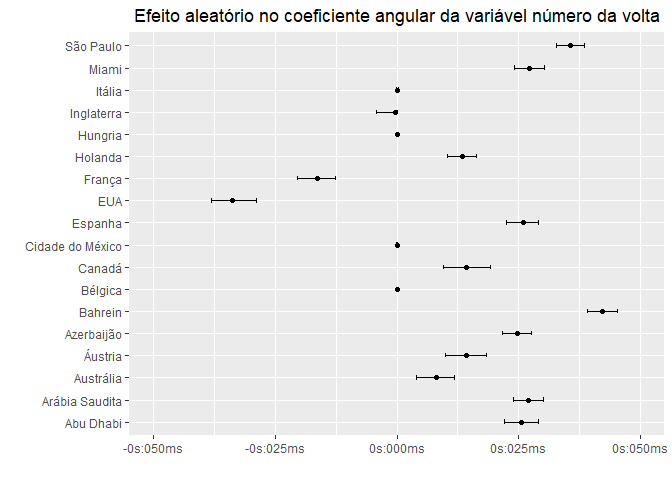 Efeito aleatório no coeficiente angular da variável número da volta
São Paulo
Miami
Itália
Inglaterra
Hungria
Holanda
França
EUA
Espanha
Cidade do México
Canadá
Bélgica
Bahrein
Azerbaijão
Áustria
Austrália
Arábia Saudita
Abu Dhabi
-0s:050ms -0s:025ms 0s:000ms 0s:025ms 0s:050ms